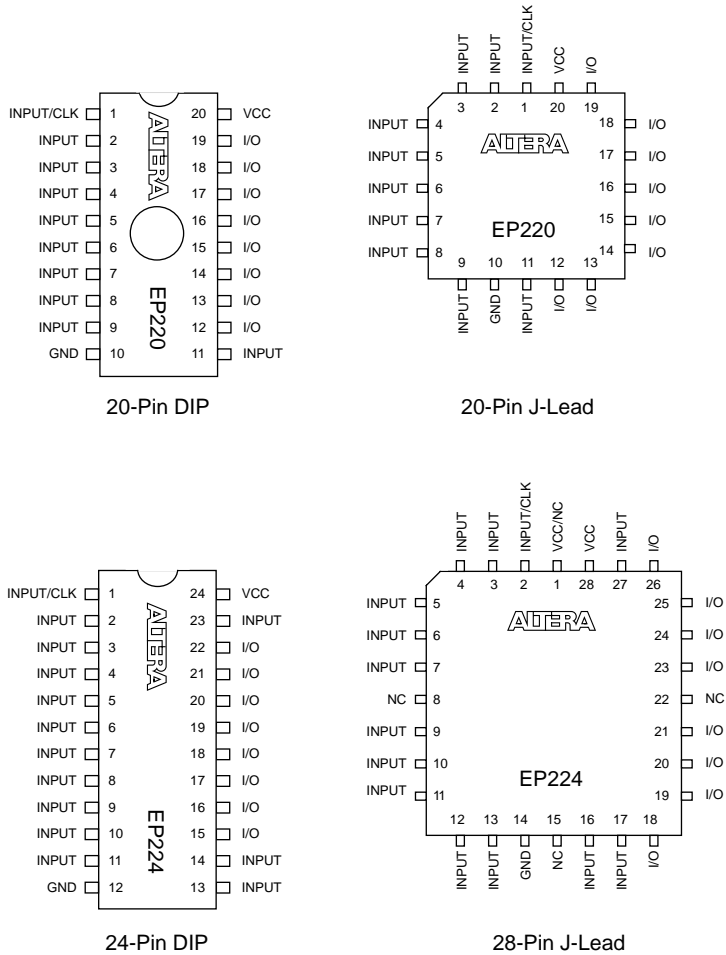 INPUT/CLK 1 20 VCC
INPUT 2 19 I/O
INPUT 3 18 I/O
INPUT 4 17 I/O
INPUT 5 16 I/O
INPUT 6 15 I/O
INPUT 7 14 I/O
INPUT 8 13 I/O
INPUT 9 12 I/O
GND 10 11 INPUT
ALTERA
EP220
20-Pin DIP
INPUT INPUT INPUT/CLK VCC I/O
3 2 1 20 19
INPUT 4 18 I/O
ALTERA
INPUT 5 17 I/O
INPUT 6 16 I/O
INPUT 7 15 I/O
EP220
INPUT 8 14 I/O
9 10 11 12 13
INPUT GND INPUT I/O I/O
20-Pin J-Lead
INPUT/CLK 1 24 VCC
INPUT 2 23 INPUT
INPUT 3 22 I/O
INPUT 4 21 I/O
INPUT 5 20 I/O
INPUT 6 19 I/O
INPUT 7 18 I/O
INPUT 8 17 I/O
INPUT 9 16 I/O
INPUT 10 15 I/O
INPUT 11 14 INPUT
GND 12 13 INPUT
ALTERA
EP224
24-Pin DIP
INPUT INPUT INPUT/CLK VCC/NC VCC INPUT I/O
4 3 2 1 28 27 26
INPUT 5 25 I/O
ALTERA
INPUT 6 24 I/O
INPUT 7 23 I/O
NC 8 22 NC
INPUT 9 21 I/O
INPUT 10 20 I/O
EP224
INPUT 11 19 I/O
12 13 14 15 16 17 18
INPUT INPUT GND NC INPUT INPUT I/O
28-Pin J-Lead